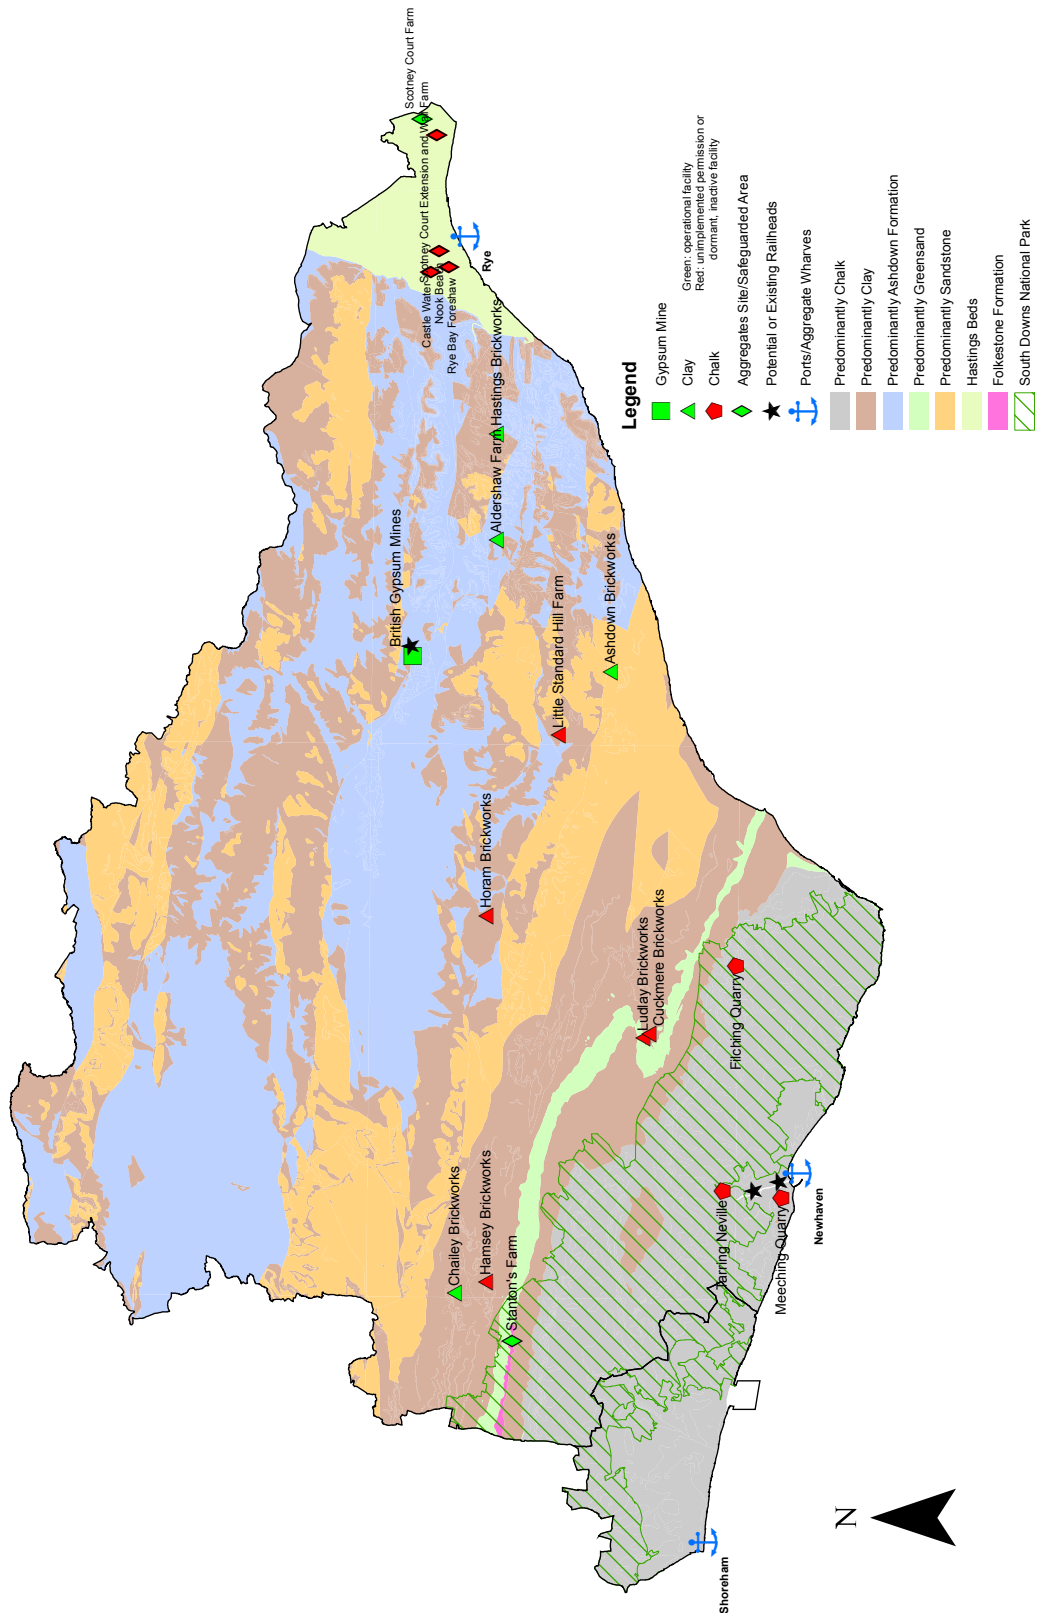 Scotney Court Farm
Scotney Court Extension and Wall Farm
Castle Water
Nook Beach
Rye Bay Foreshaw
Rye
Hastings Brickworks
Aldershaw Farm
British Gypsum Mines
Little Standard Hill Farm
Ashdown Brickworks
Horam Brickworks
Ludlay Brickworks
Cuckmere Brickworks
Filching Quarry
Chailey Brickworks
Hamsey Brickworks
Stanton's Farm
Tarring Neville
Meeching Quarry
Newhaven
Shoreham
N
Legend
Gypsum Mine
Clay
Chalk
Green: operational facility
Red: unimplemented permission or
dormant, inactive facility
Aggregates Site/Safeguarded Area
Potential or Existing Railheads
Ports/Aggregate Wharves
Predominantly Chalk
Predominantly Clay
Predominantly Ashdown Formation
Predominantly Greensand
Predominantly Sandstone
Hastings Beds
Folkestone Formation
South Downs National Park